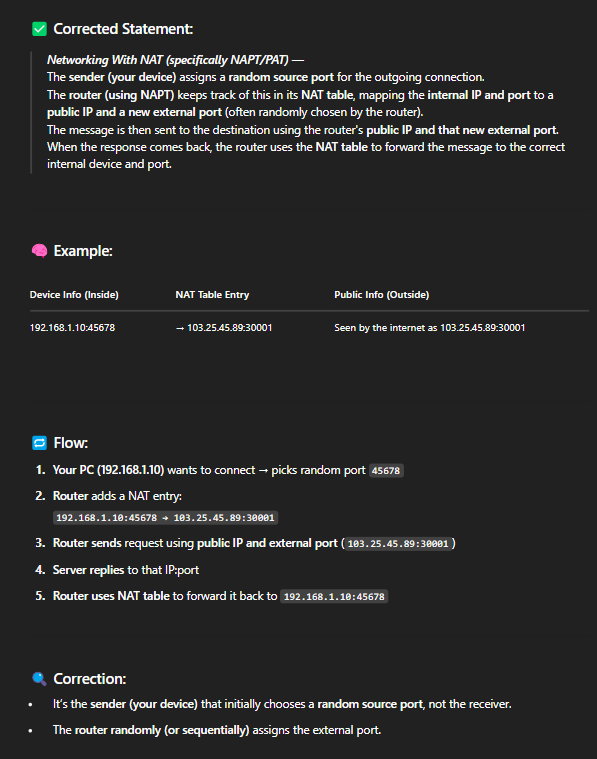 ✅ Corrected Statement:
Networking With NAT (specifically NAPT/PAT) —
The sender (your device) assigns a random source port for the outgoing connection.
The router (using NAPT) keeps track of this in its NAT table, mapping the internal IP and port to a
public IP and a new external port (often randomly chosen by the router).
The message is then sent to the destination using the router's public IP and that new external port.
When the response comes back, the router uses the NAT table to forward the message to the correct
internal device and port.
🧠 Example:
Device Info (Inside) NAT Table Entry Public Info (Outside)
192.168.1.10:45678 → 103.25.45.89:30001 Seen by the internet as 103.25.45.89:30001
🔁 Flow:
1. Your PC (192.168.1.10) wants to connect → picks random port 45678
2. Router adds a NAT entry:
192.168.1.10:45678 → 103.25.45.89:30001
3. Router sends request using public IP and external port (103.25.45.89:30001)
4. Server replies to that IP:port
5. Router uses NAT table to forward it back to 192.168.1.10:45678
🔍 Correction:
• It's the sender (your device) that initially chooses a random source port, not the receiver.
• The router randomly (or sequentially) assigns the external port.